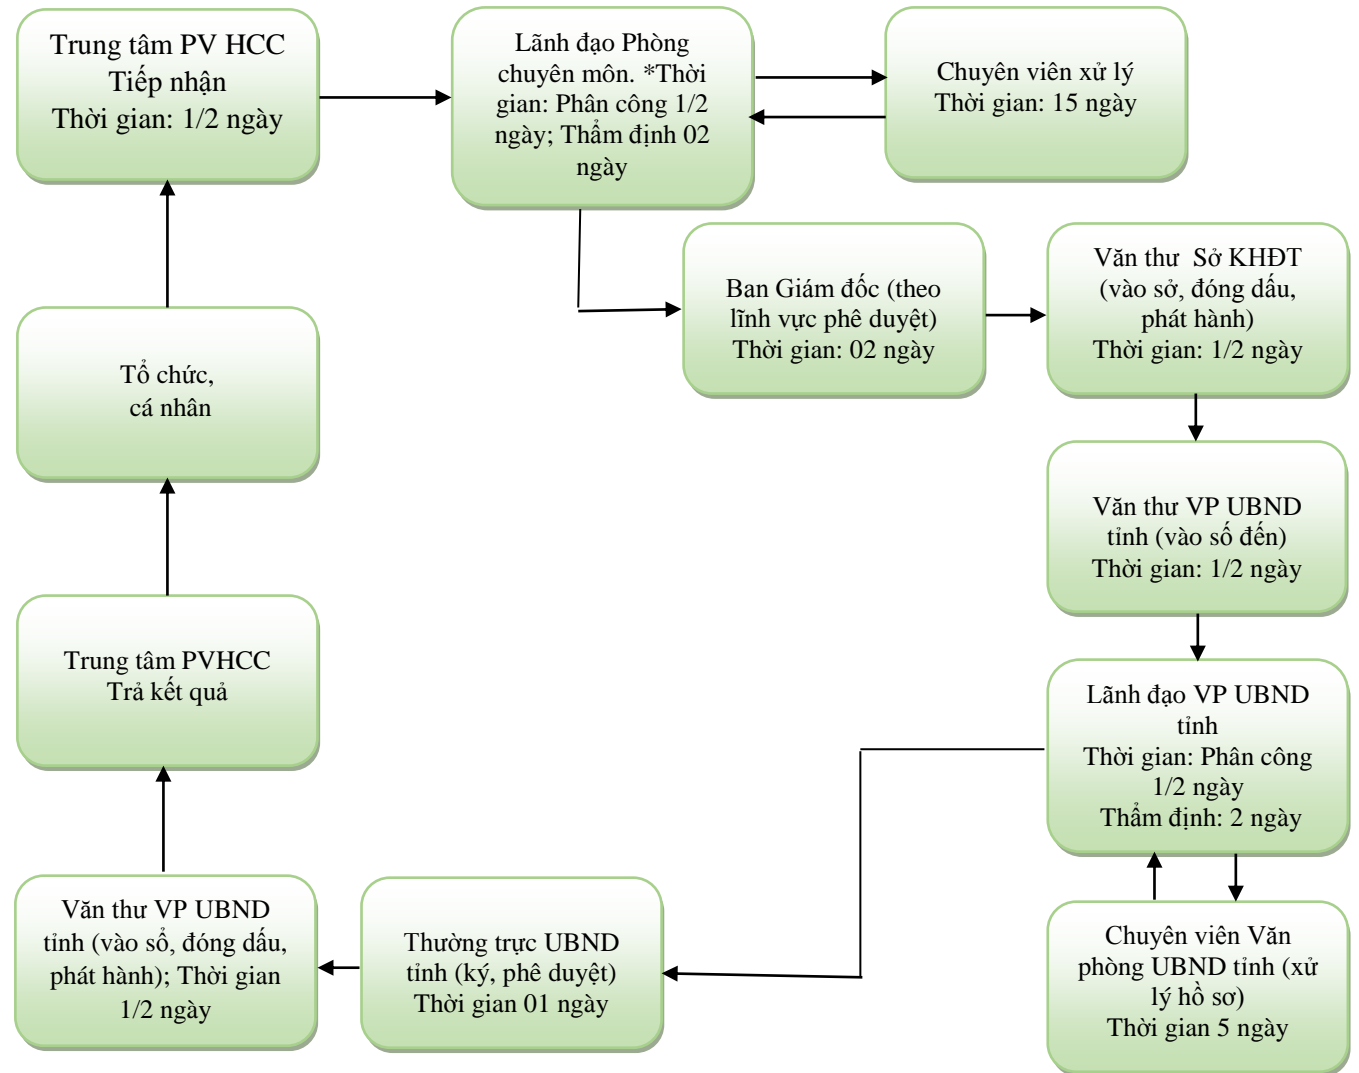 Trung tâm PV HCC
Tiếp nhận
Thời gian: 1/2 ngày
Lãnh đạo Phòng
chuyên môn. *Thời
gian: Phân công 1/2
ngày; Thẩm định 02
ngày
Chuyên viên xử lý
Thời gian: 15 ngày
Ban Giám đốc (theo
lĩnh vực phê duyệt)
Thời gian: 02 ngày
Văn thư Sở KHĐT
(vào sở, đóng dấu,
phát hành)
Thời gian: 1/2 ngày
Tổ chức,
cá nhân
Văn thư VP UBND
tỉnh (vào số đến)
Thời gian: 1/2 ngày
Trung tâm PVHCC
Trả kết quả
Lãnh đạo VP UBND
tỉnh
Thời gian: Phân công
1/2 ngày
Thẩm định: 2 ngày
Văn thư VP UBND
tỉnh (vào sổ, đóng dấu,
phát hành); Thời gian
1/2 ngày
Thường trực UBND
tỉnh (ký, phê duyệt)
Thời gian 01 ngày
Chuyên viên Văn
phòng UBND tỉnh (xử
lý hồ sơ)
Thời gian 5 ngày